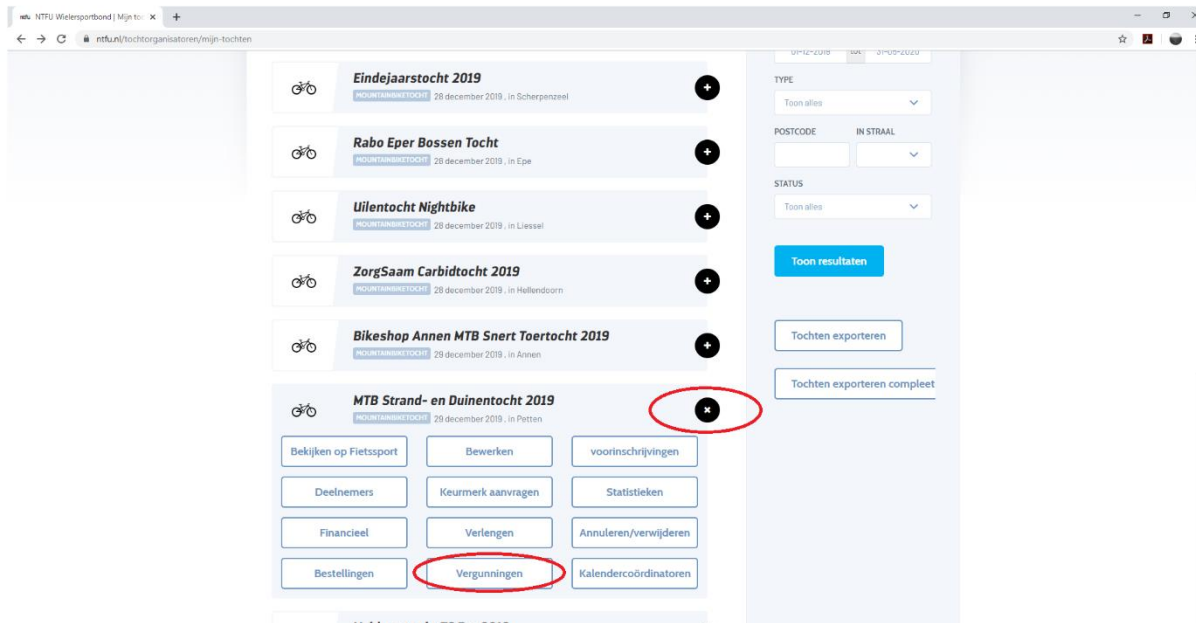 NTFU Wielersportbond | Mijn to
ntfu.nl/tochtorganisatoren/mijn-tochten
Eindejaarstocht 2019
MOUNTAINBIKETOCHT 28 december 2019 , in Scherpenzeel
Rabo Eper Bossen Tocht
MOUNTAINBIKETOCHT 28 december 2019 , in Epe
Uilentocht Nightbike
MOUNTAINBIKETOCHT 28 december 2019 , in Liessel
ZorgSaam Carbidtocht 2019
MOUNTAINBIKETOCHT 28 december 2019 , in Hellendoorn
Bikeshop Annen MTB Snert Toertocht 2019
MOUNTAINBIKETOCHT 29 december 2019 , in Annen
MTB Strand- en Duinentocht 2019
MOUNTAINBIKETOCHT 29 december 2019 , in Petten
Bekijken op Fietssport Bewerken voorinschrijvingen
Deelnemers Keurmerk aanvragen Statistieken
Financieel Verlengen Annuleren/verwijderen
Bestellingen Vergunningen Kalendercoördinatoren
TYPE
Toon alles
POSTCODE IN STRAAL
STATUS
Toon alles
Toon resultaten
Tochten exporteren
Tochten exporteren compleet